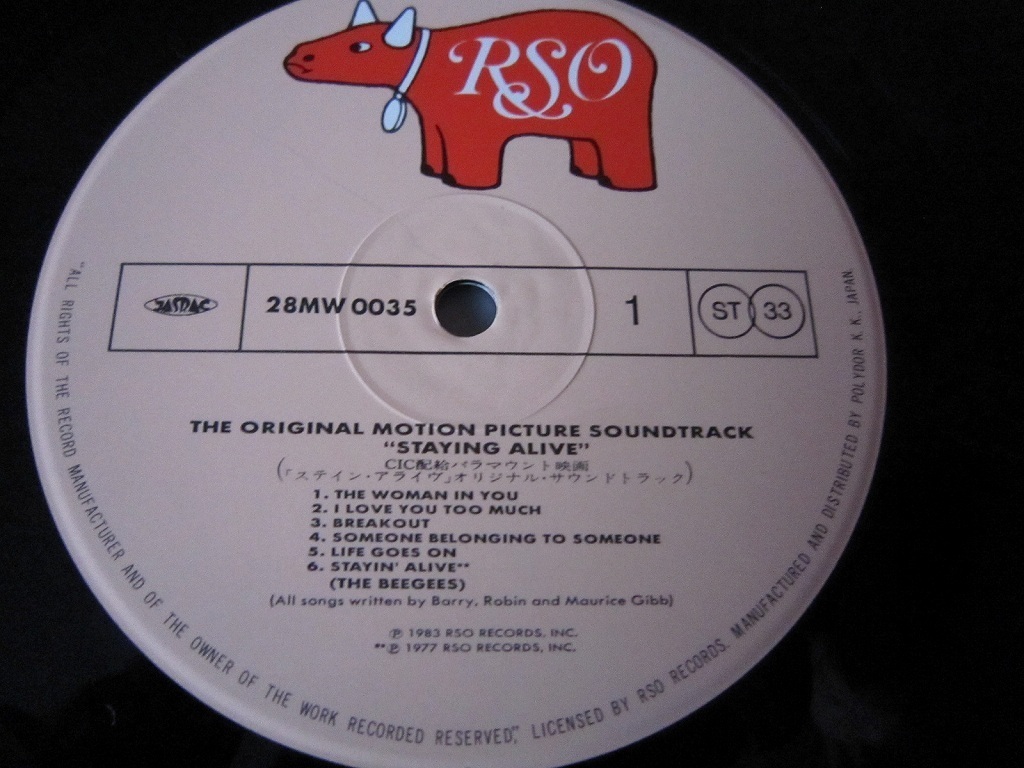 RSO
JASRAC
28MW 0035
1
ST 33
THE ORIGINAL MOTION PICTURE SOUNDTRACK
"STAYING ALIVE"
CIC配給パラマウント映画
(「ステイン・アライヴ」オリジナル・サウンドトラック)
1. THE WOMAN IN YOU
2. I LOVE YOU TOO MUCH
3. BREAKOUT
4. SOMEONE BELONGING TO SOMEONE
5. LIFE GOES ON
6. STAYIN' ALIVE**
(THE BEEGEES)
(All songs written by Barry, Robin and Maurice Gibb)
℗ 1983 RSO RECORDS, INC.
**℗ 1977 RSO RECORDS, INC.
"ALL RIGHTS OF THE RECORD MANUFACTURER AND OF THE OWNER OF THE WORK RECORDED RESERVED," LICENSED BY RSO RECORDS. MANUFACTURED AND DISTRIBUTED BY POLYDOR K. K., JAPAN.